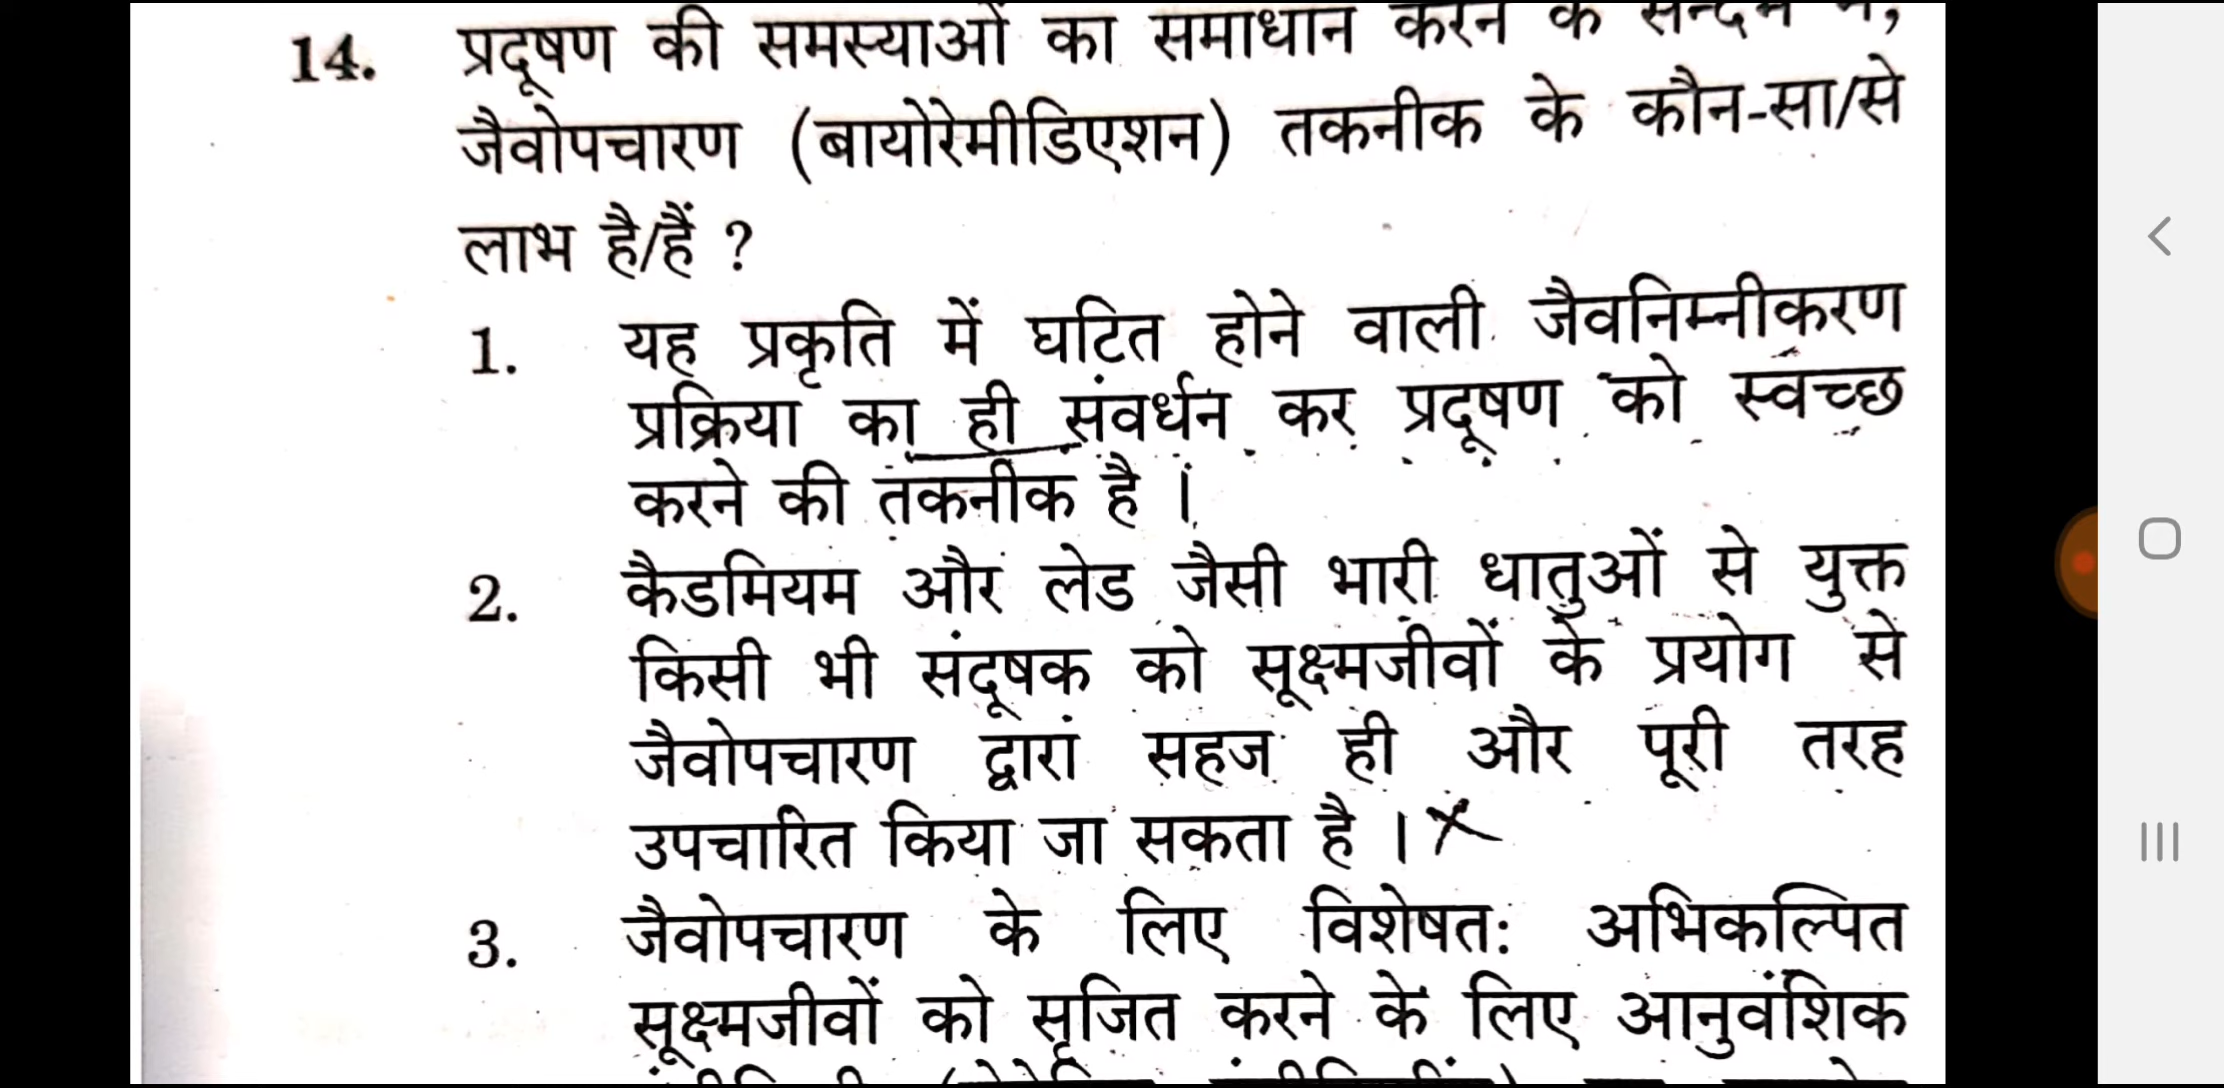 14. प्रदूषण की समस्याओं का समाधान करने के सन्दर्भ में,
जैवोपचारण (बायोरेमीडिएशन) तकनीक के कौन-सा/से
लाभ है/हैं ?
1. यह प्रकृति में घटित होने वाली जैवनिम्नीकरण
प्रक्रिया का ही संवर्धन कर प्रदूषण को स्वच्छ
करने की तकनीक है ।
2. कैडमियम और लेड जैसी भारी धातुओं से युक्त
किसी भी संदूषक को सूक्ष्मजीवों के प्रयोग से
जैवोपचारण द्वारा सहज ही और पूरी तरह
उपचारित किया जा सकता है ।
3. जैवोपचारण के लिए विशेषतः अभिकल्पित
सूक्ष्मजीवों को सृजित करने के लिए आनुवंशिक